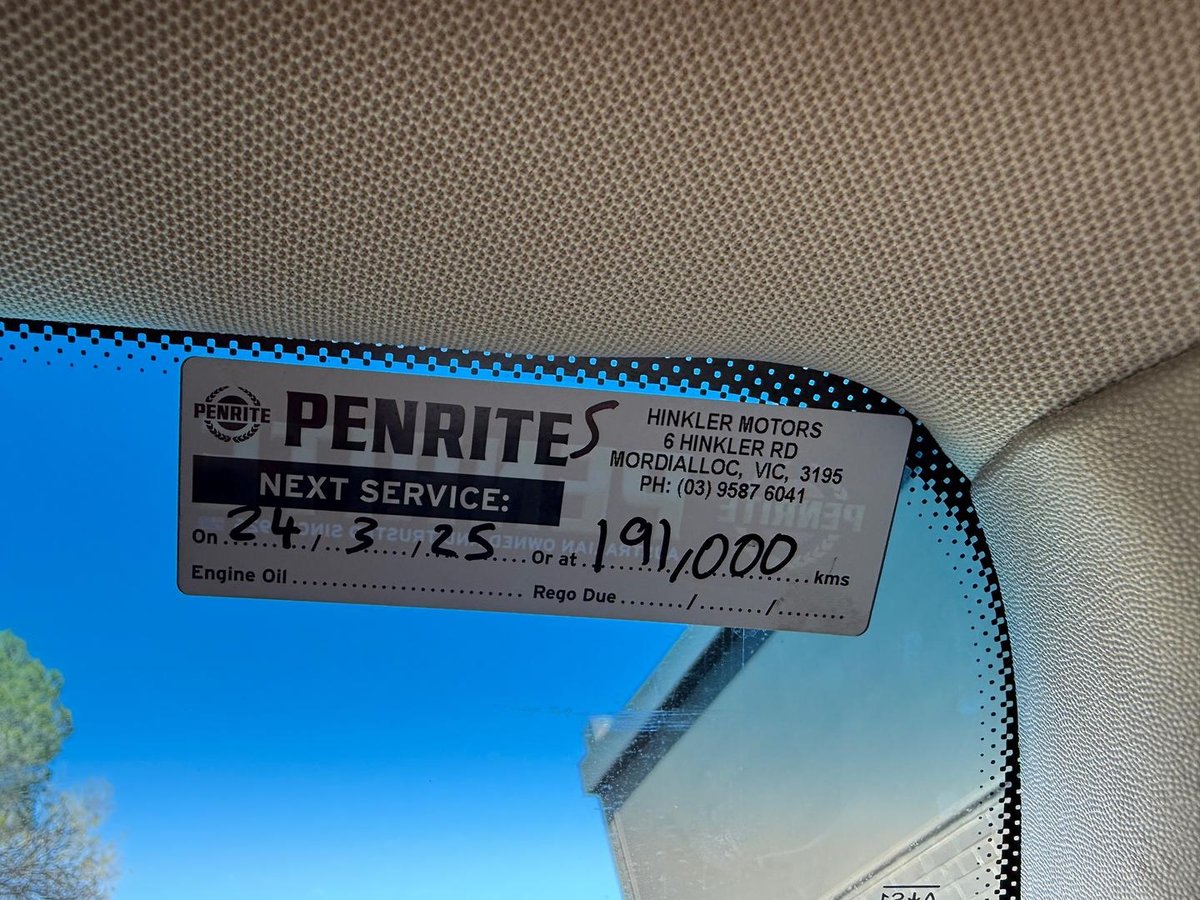 PENRITE
PENRITE S
HINKLER MOTORS
6 HINKLER RD
MORDIALLOC, VIC, 3195
PH: (03) 9587 6041
NEXT SERVICE:
On 24 / 3 / 25 Or at 191,000 kms
Engine Oil ........................ Rego Due ......./......./........